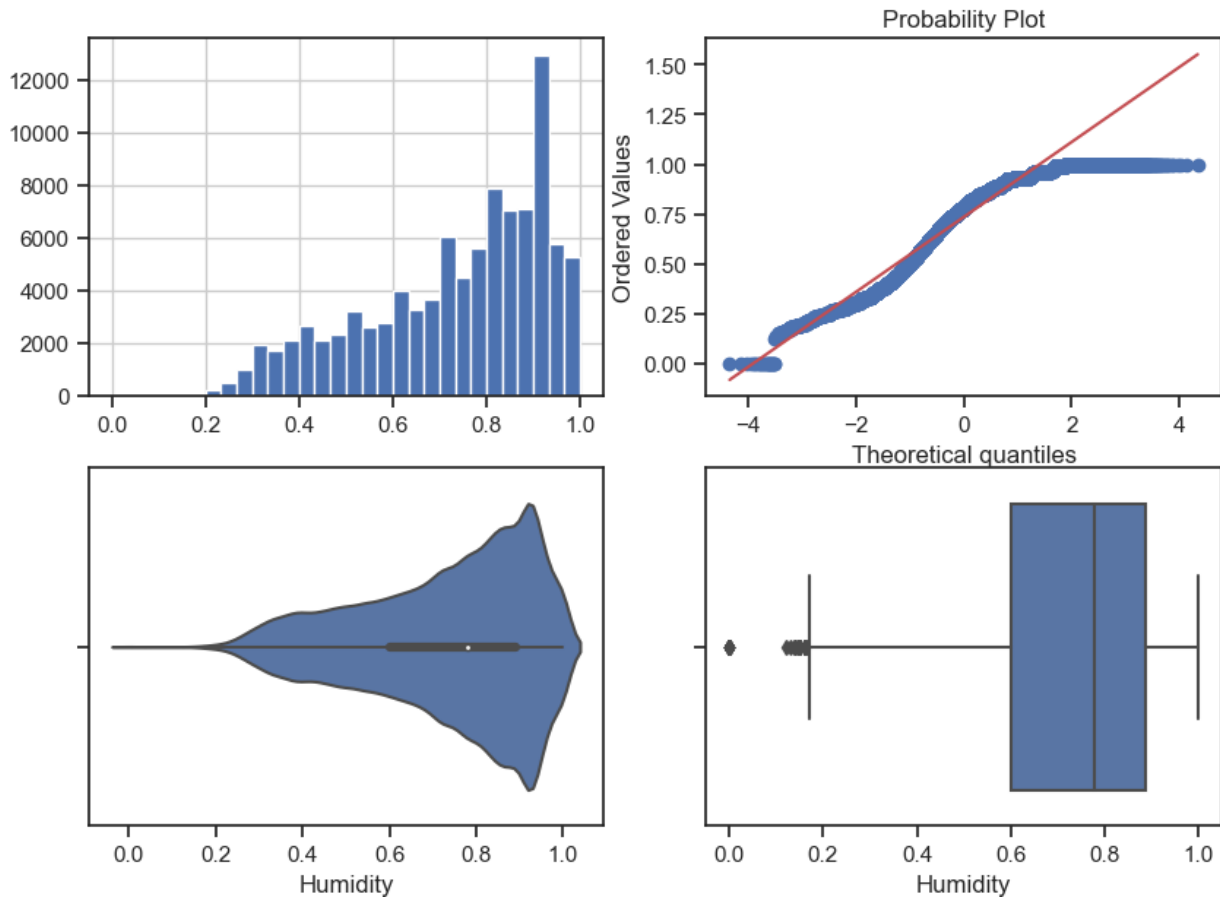 12000
10000
8000
6000
4000
2000
0
0.0 0.2 0.4 0.6 0.8 1.0
Probability Plot
Ordered Values
1.50
1.25
1.00
0.75
0.50
0.25
0.00
−4 −2 0 2 4
Theoretical quantiles
0.0 0.2 0.4 0.6 0.8 1.0
Humidity
0.0 0.2 0.4 0.6 0.8 1.0
Humidity